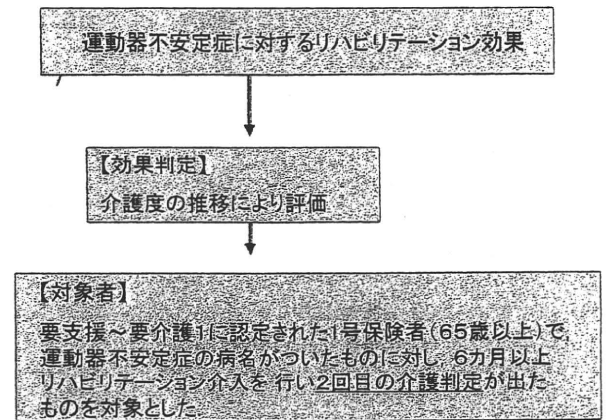 運動器不安定症に対するリハビリテーション効果
【効果判定】
介護度の推移により評価
【対象者】
要支援～要介護1に認定された1号保険者(65歳以上)で、
運動器不安定症の病名がついたものに対し、6カ月以上
リハビリテーション介入を 行い2回目の介護判定が出た
ものを対象とした